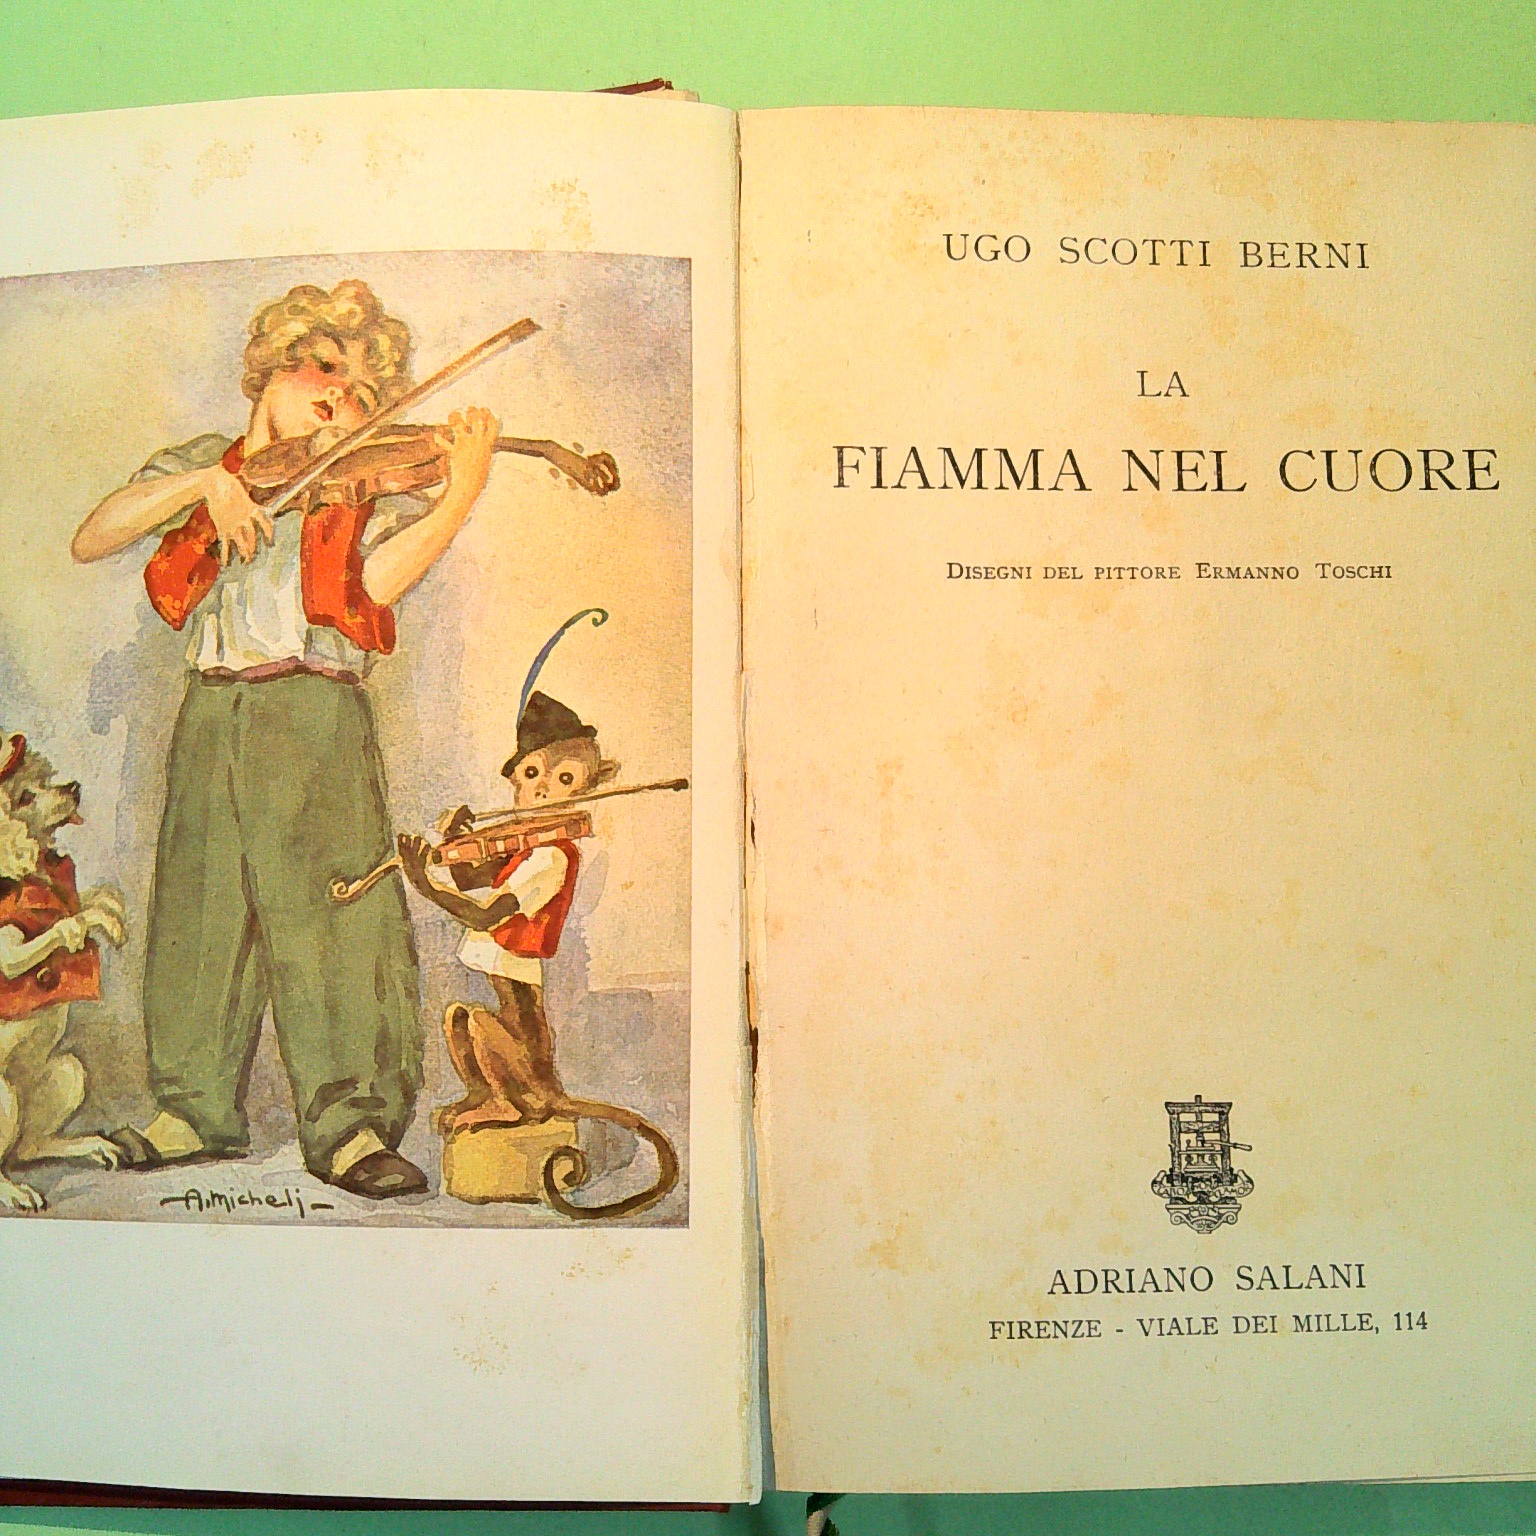 A. Michelj
UGO SCOTTI BERNI
LA
FIAMMA NEL CUORE
DISEGNI DEL PITTORE ERMANNO TOSCHI
ADRIANO SALANI
FIRENZE - VIALE DEI MILLE, 114